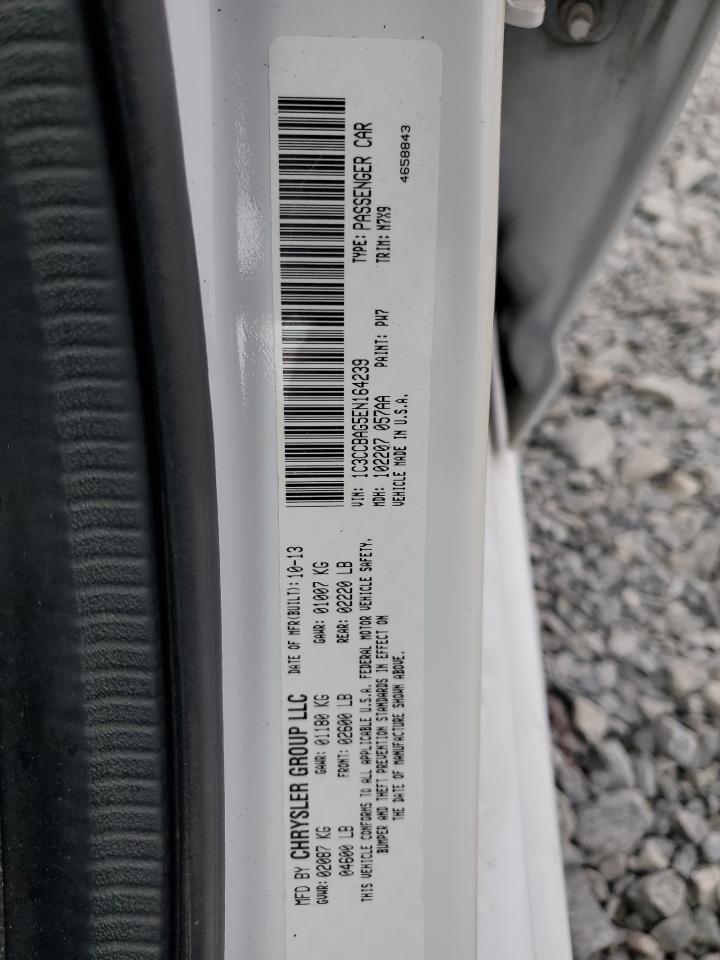 MFD BY CHRYSLER GROUP LLC DATE OF MFR(BUILT): 10-13
GVWR: 02087 KG GAWR: 01180 KG GAWR: 01007 KG
04600 LB FRONT: 02600 LB REAR: 02220 LB
THIS VEHICLE CONFORMS TO ALL APPLICABLE U.S.A. FEDERAL MOTOR VEHICLE SAFETY,
BUMPER AND THEFT PREVENTION STANDARDS IN EFFECT ON
THE DATE OF MANUFACTURE SHOWN ABOVE.
VIN: 1C3CCBAG5EN164239 TYPE: PASSENGER CAR
MDH: 102207 057AA PAINT: PW7 TRIM: N7X9
VEHICLE MADE IN U.S.A. 4658843